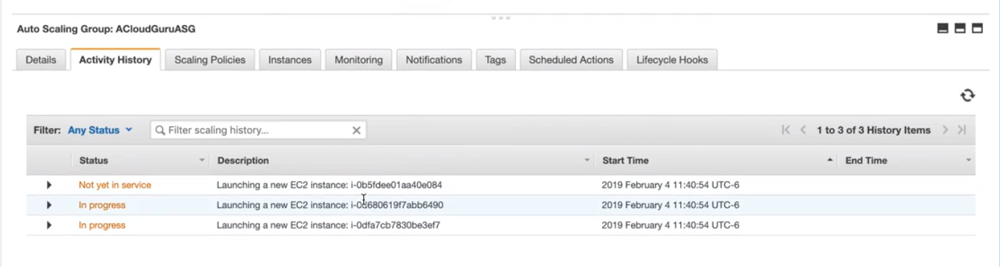 Auto Scaling Group: ACloudGuruASG
Details Activity History Scaling Policies Instances Monitoring Notifications Tags Scheduled Actions Lifecycle Hooks
Filter: Any Status Filter scaling history... 1 to 3 of 3 History Items
Status Description Start Time End Time
Not yet in service Launching a new EC2 instance: i-0b5fdee01aa40e084 2019 February 4 11:40:54 UTC-6
In progress Launching a new EC2 instance: 2019 February 4 11:40:54 UTC-6
In progress Launching a new EC2 instance: i-0dfa7cb7830be3ef7 2019 February 4 11:40:54 UTC-6